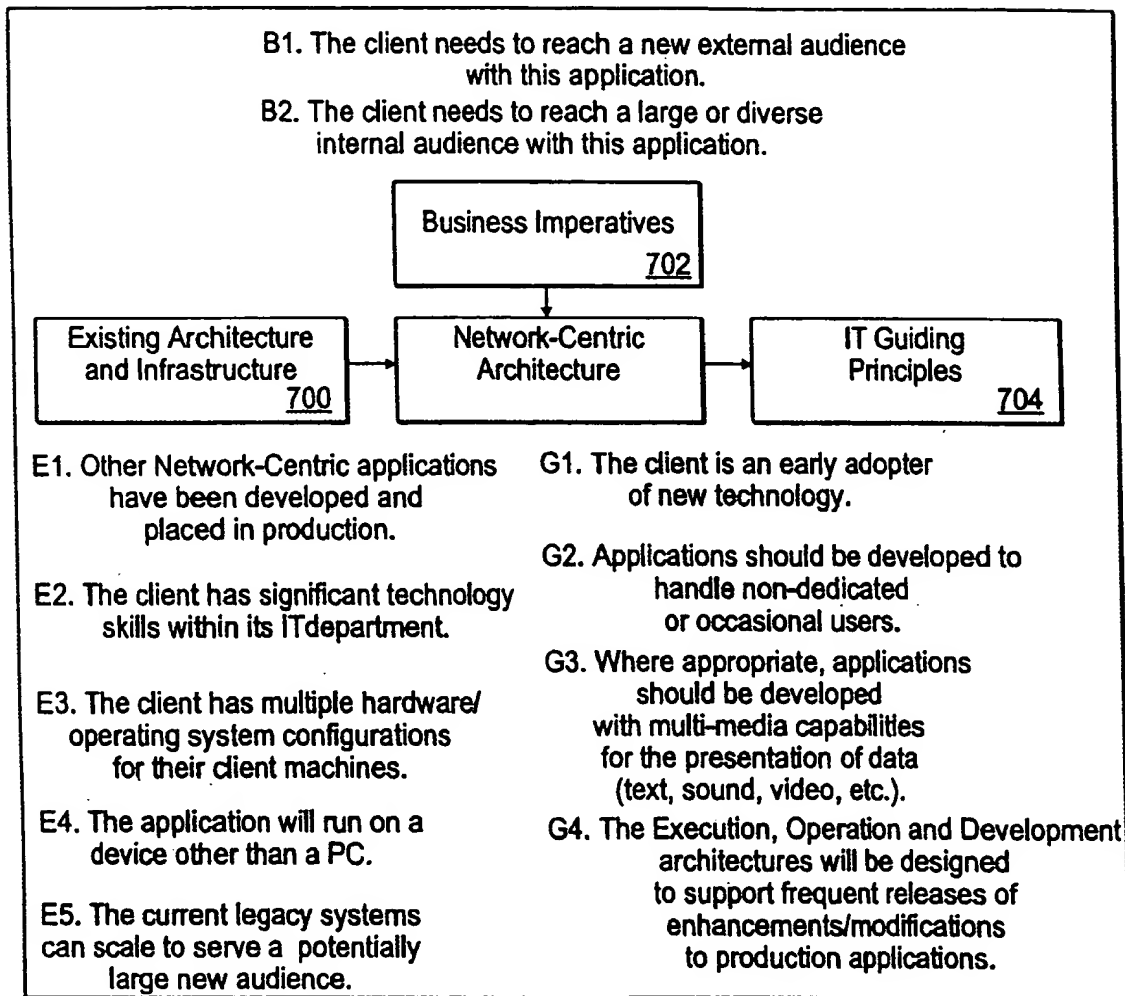 B1. The client needs to reach a new external audience
with this application.
B2. The client needs to reach a large or diverse
internal audience with this application.
Business Imperatives
702
Existing Architecture
and Infrastructure
700
Network-Centric
Architecture
IT Guiding
Principles
704
E1. Other Network-Centric applications
have been developed and
placed in production.
E2. The client has significant technology
skills within its ITdepartment.
E3. The client has multiple hardware/
operating system configurations
for their client machines.
E4. The application will run on a
device other than a PC.
E5. The current legacy systems
can scale to serve a potentially
large new audience.
G1. The client is an early adopter
of new technology.
G2. Applications should be developed to
handle non-dedicated
or occasional users.
G3. Where appropriate, applications
should be developed
with multi-media capabilities
for the presentation of data
(text, sound, video, etc.).
G4. The Execution, Operation and Development
architectures will be designed
to support frequent releases of
enhancements/modifications
to production applications.